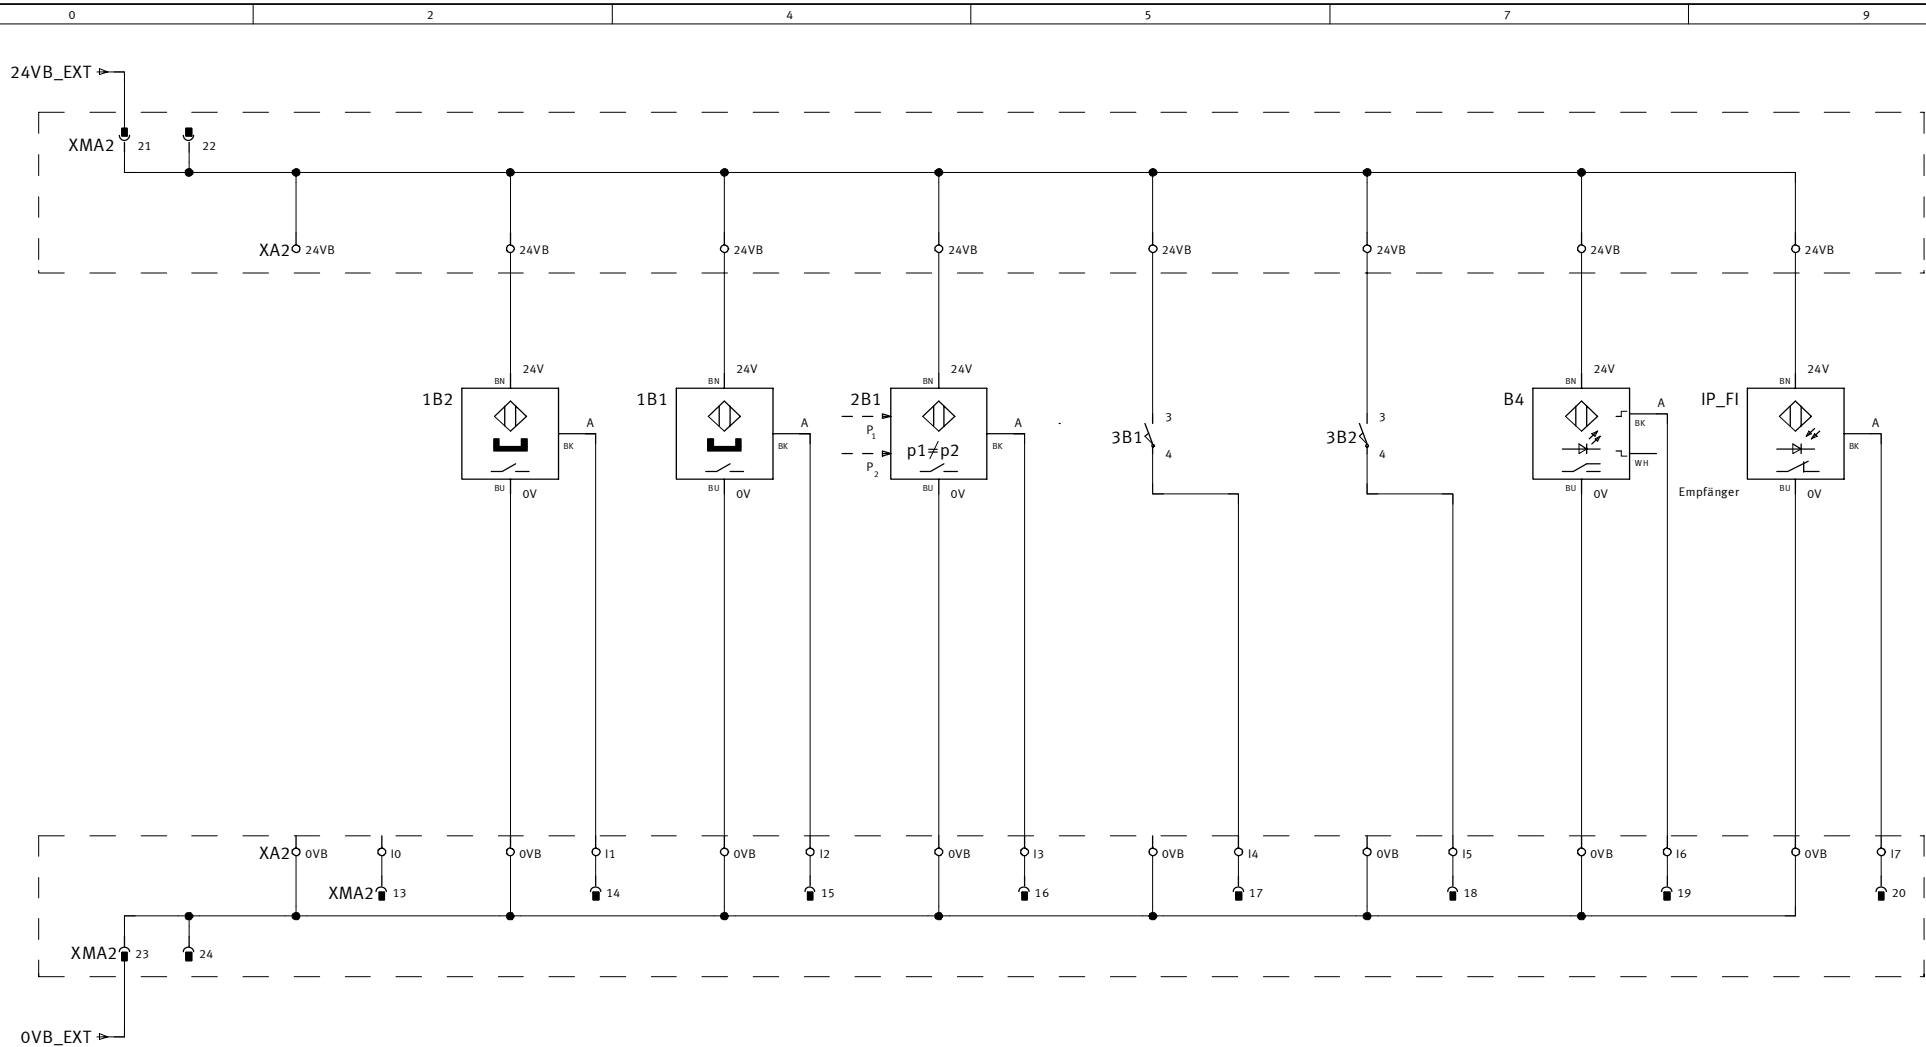 0 2 4 5 7 9
24VB_EXT
XMA2 21 22
XA2 24VB 24VB 24VB 24VB 24VB 24VB 24VB 24VB
24V 24V 24V 24V 24V
BN BN BN BN BN
1B2 1B1 2B1 B4 IP_FI
A A A 3 3 A A
P1 BK BK
3B1 3B2
BK BK BK BK
p1≠p2 4 4
P2 WH
BU BU BU BU BU
0V 0V 0V 0V 0V
Empfänger
XA2 0VB I0 0VB I1 0VB I2 0VB I3 0VB I4 0VB I5 0VB I6 0VB I7
XMA2 13 14 15 16 17 18 19 20
XMA2 23 24
0VB_EXT